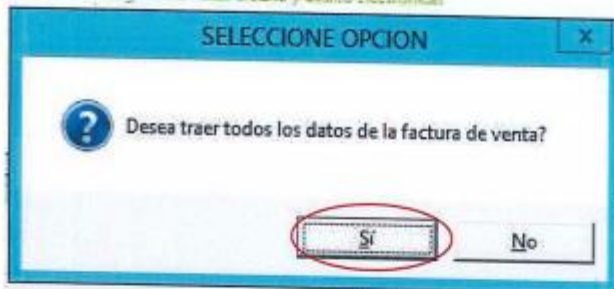 SELECCIONE OPCION
x
Desea traer todos los datos de la factura de venta?
Sí
No